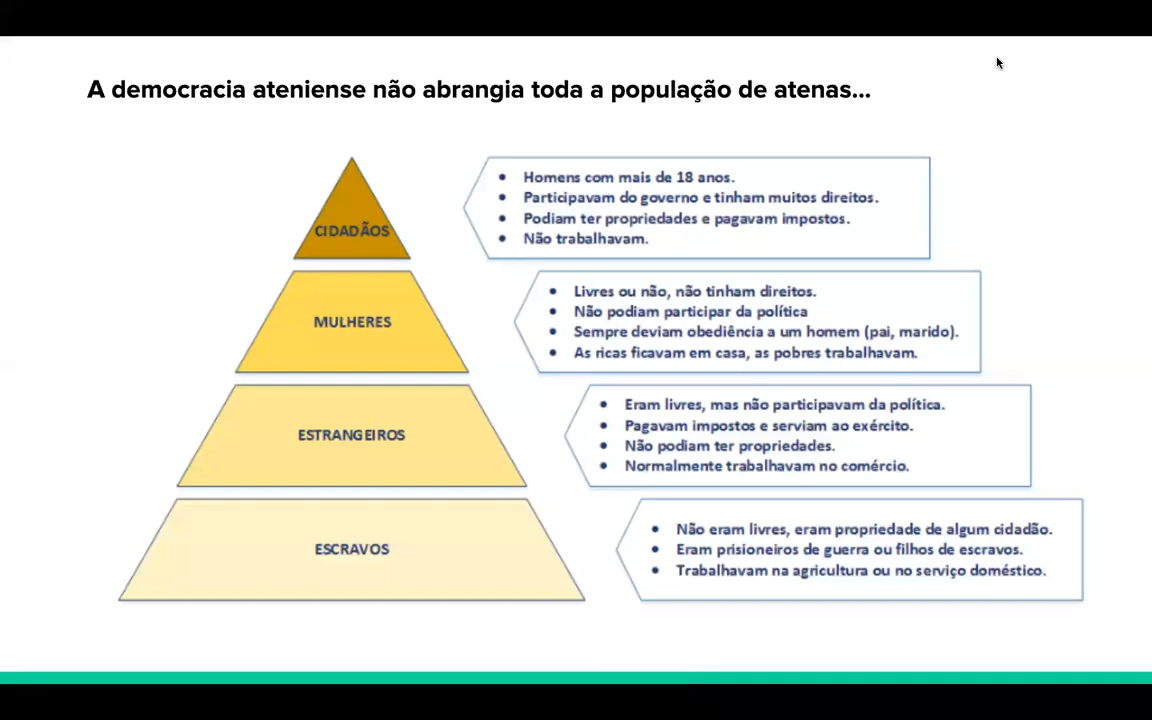 A democracia ateniense não abrangia toda a população de atenas...
CIDADÃOS
• Homens com mais de 18 anos.
• Participavam do governo e tinham muitos direitos.
• Podiam ter propriedades e pagavam impostos.
• Não trabalhavam.
MULHERES
• Livres ou não, não tinham direitos.
• Não podiam participar da política
• Sempre deviam obediência a um homem (pai, marido).
• As ricas ficavam em casa, as pobres trabalhavam.
ESTRANGEIROS
• Eram livres, mas não participavam da política.
• Pagavam impostos e serviam ao exército.
• Não podiam ter propriedades.
• Normalmente trabalhavam no comércio.
ESCRAVOS
• Não eram livres, eram propriedade de algum cidadão.
• Eram prisioneiros de guerra ou filhos de escravos.
• Trabalhavam na agricultura ou no serviço doméstico.